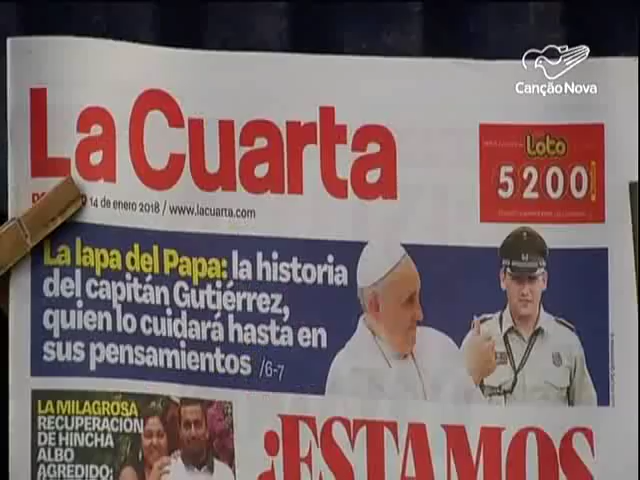 Canção Nova
La Cuarta
14 de enero 2018 / www.lacuarta.com
Loto
5200
La lapa del Papa: la historia
del capitán Gutiérrez,
quien lo cuidará hasta en
sus pensamientos /6-7
LA MILAGROSA
RECUPERACIÓN
DE HINCHA
ALBO
AGREDIDO:
¡ESTAMOS